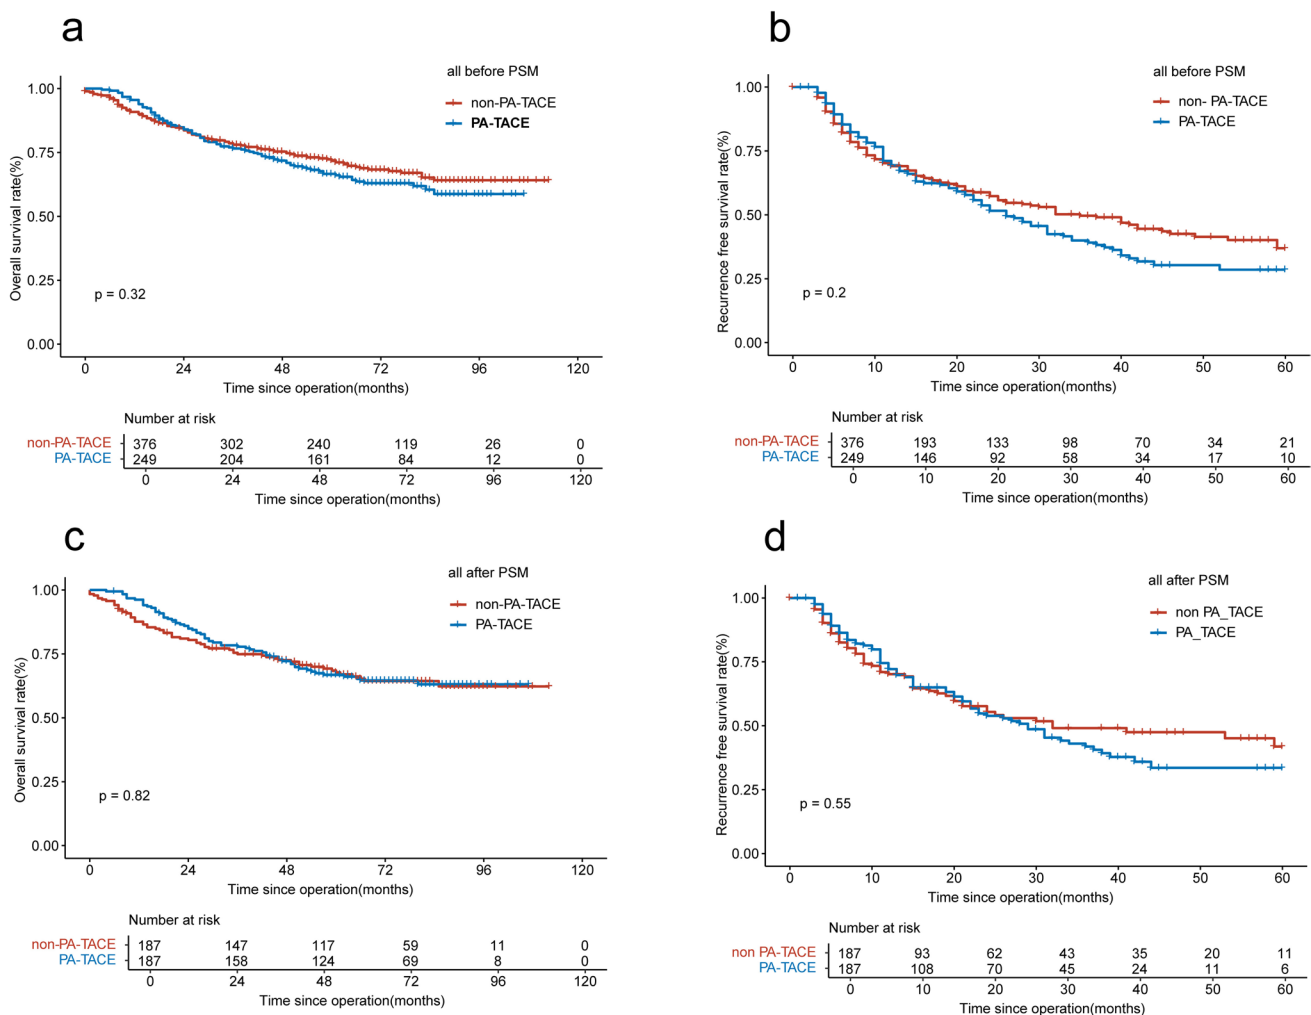 a
all before PSM
non-PA-TACE
PA-TACE
Overall survival rate(%)
1.00
0.75
0.50
0.25
0.00
p = 0.32
0 24 48 72 96 120
Time since operation(months)
Number at risk
non-PA-TACE 376 302 240 119 26 0
PA-TACE 249 204 161 84 12 0
0 24 48 72 96 120
Time since operation(months)
b
all before PSM
non- PA-TACE
PA-TACE
Recurrence free survival rate(%)
1.00
0.75
0.50
0.25
0.00
p = 0.2
0 10 20 30 40 50 60
Time since operation(months)
Number at risk
non-PA-TACE 376 193 133 98 70 34 21
PA-TACE 249 146 92 58 34 17 10
0 10 20 30 40 50 60
Time since operation(months)
c
all after PSM
non-PA-TACE
PA-TACE
Overall survival rate(%)
1.00
0.75
0.50
0.25
0.00
p = 0.82
0 24 48 72 96 120
Time since operation(months)
Number at risk
non-PA-TACE 187 147 117 59 11 0
PA-TACE 187 158 124 69 8 0
0 24 48 72 96 120
Time since operation(months)
d
all after PSM
non PA_TACE
PA_TACE
Recurrence free survival rate(%)
1.00
0.75
0.50
0.25
0.00
p = 0.55
0 10 20 30 40 50 60
Time since operation(months)
Number at risk
non PA-TACE 187 93 62 43 35 20 11
PA-TACE 187 108 70 45 24 11 6
0 10 20 30 40 50 60
Time since operation(months)